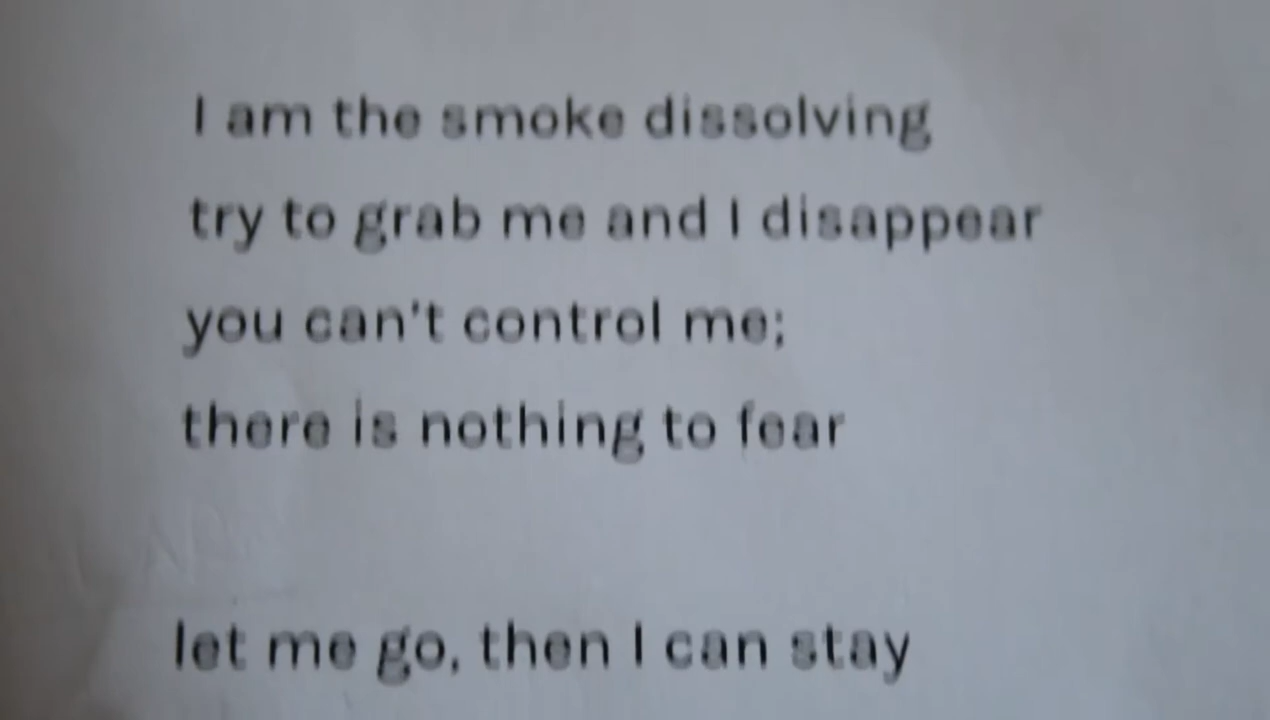 I am the smoke dissolving
try to grab me and I disappear
you can't control me;
there is nothing to fear
let me go, then I can stay